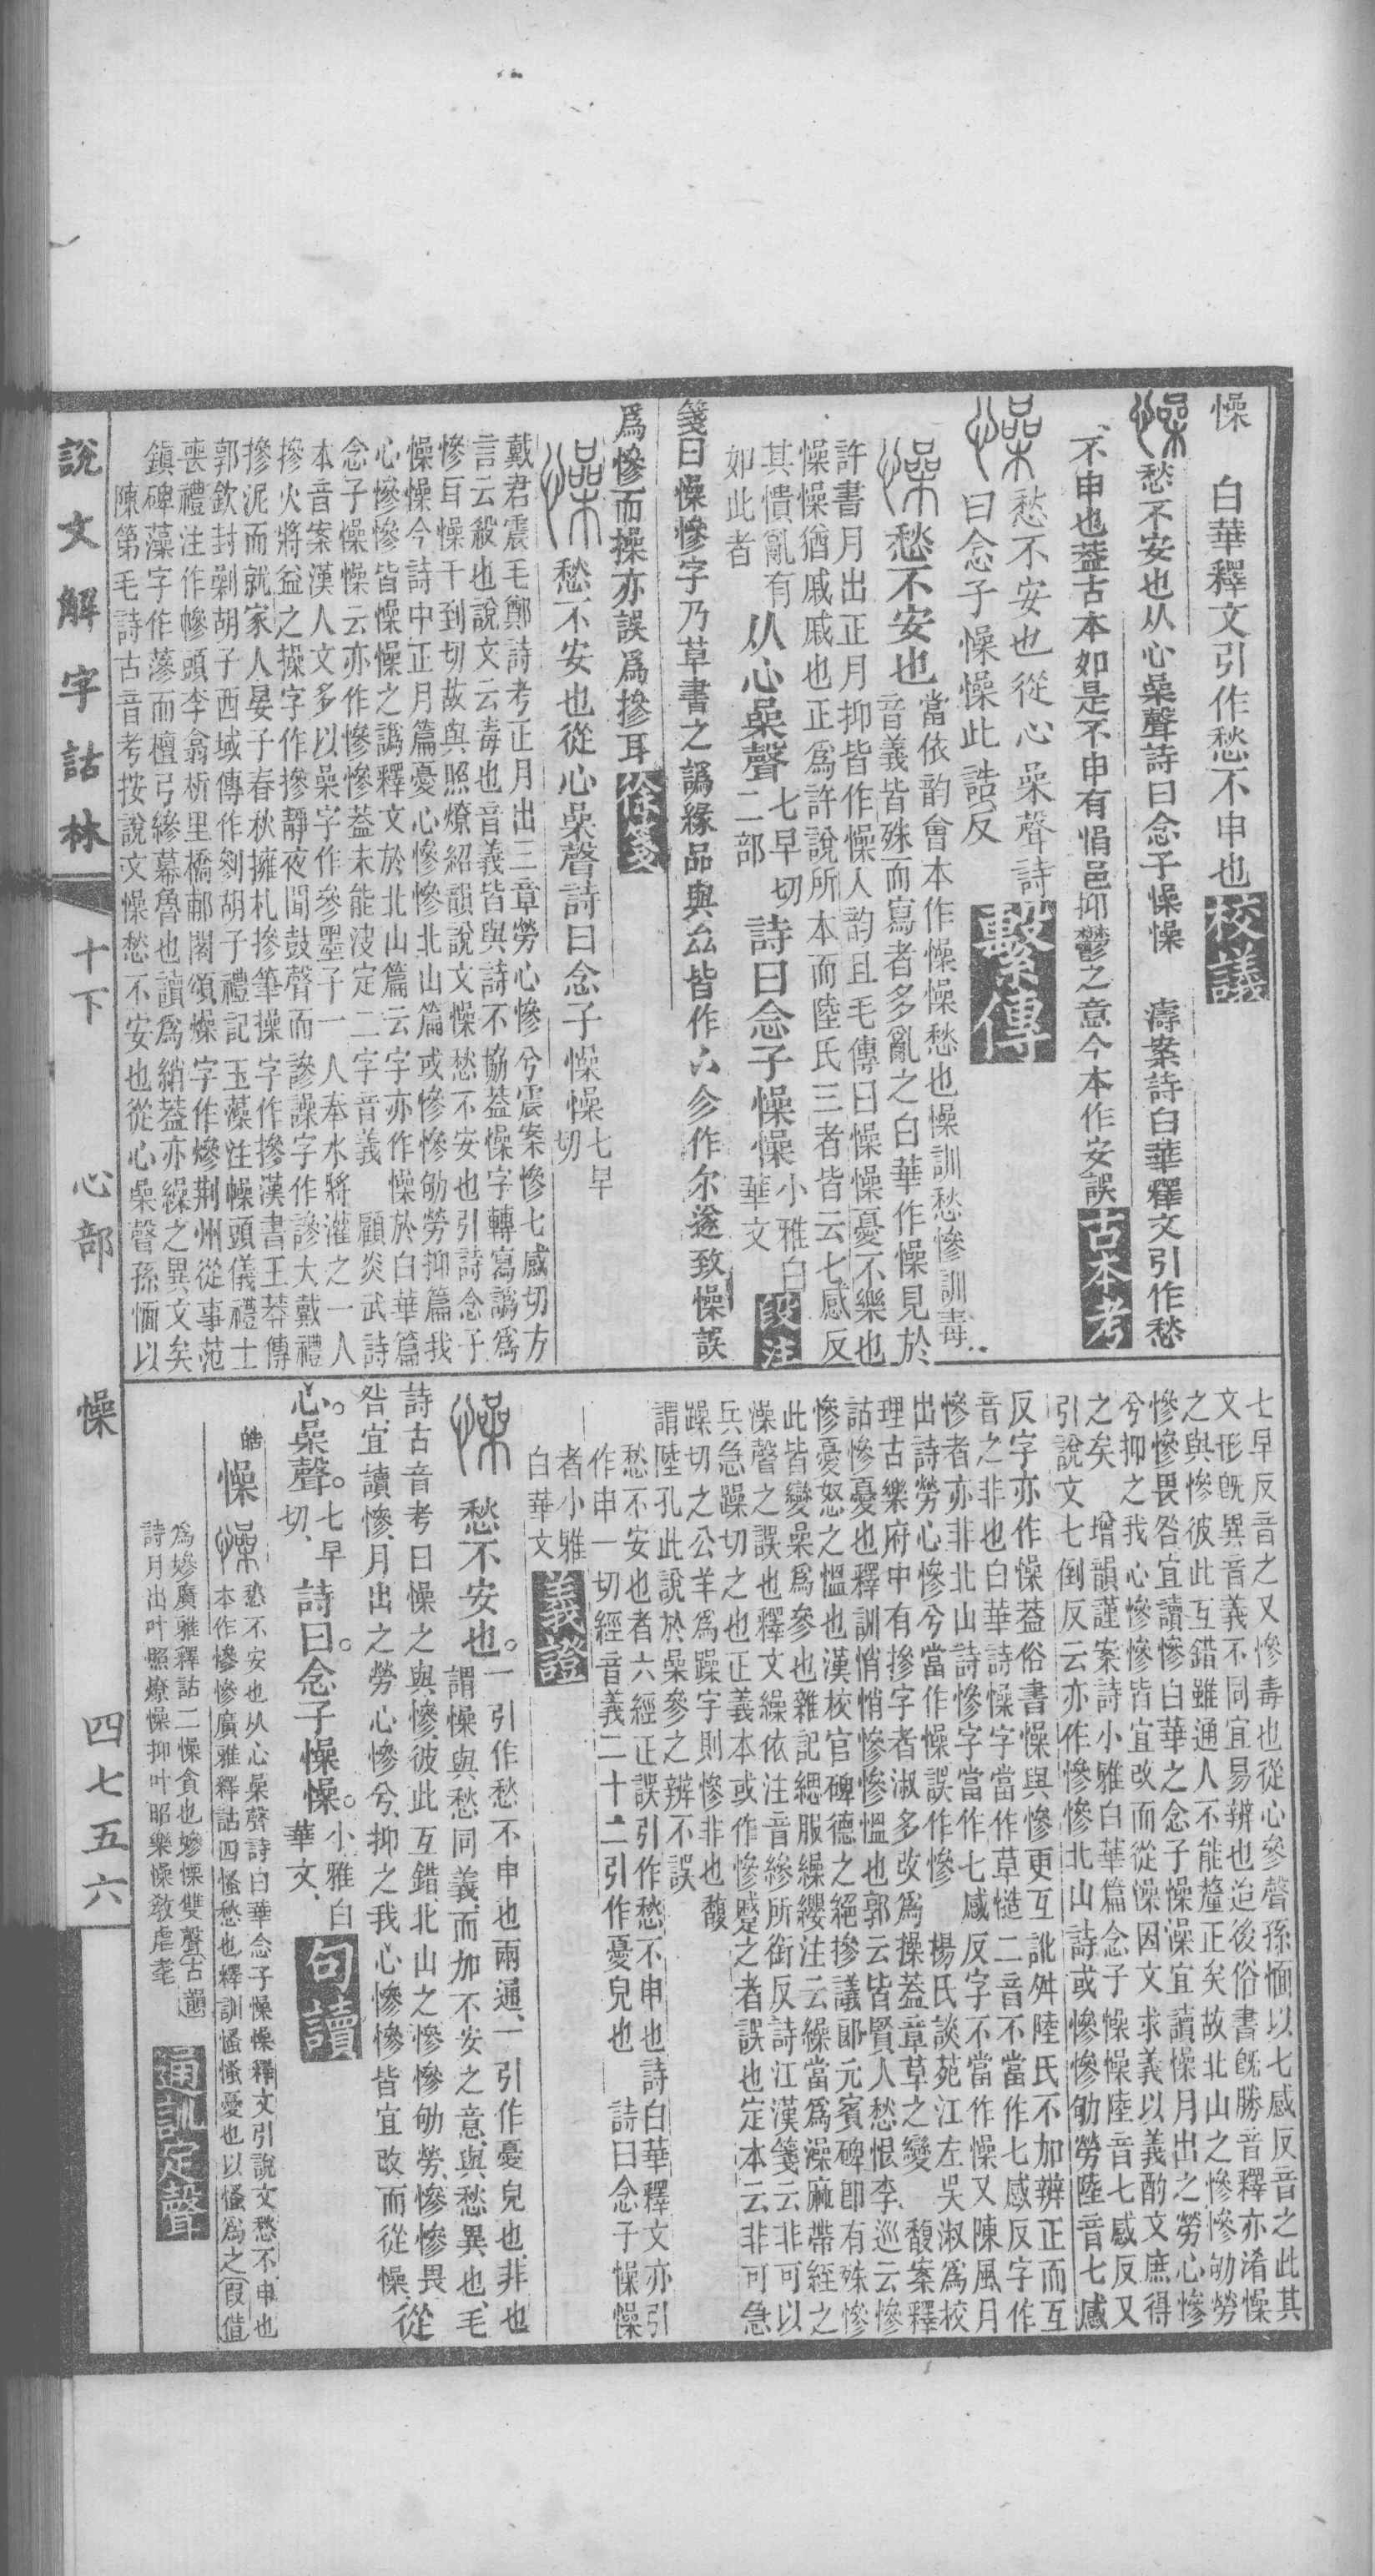 懆　白華釋文引作愁不申也校議
懆愁不安也从心喿聲詩曰念子懆懆　濤案詩白華釋文引作愁
不申也葢古本如是不申有悁邑抑鬱之意今本作安誤古本考
懆愁不安也從心喿聲詩
曰念子懆懆此誥反
繫傳
懆愁不安也
當依韵會本作懆懆愁也懆訓愁慘訓毒
音義皆殊而寫者多亂之白華作懆見於
許書月出正月抑皆作懆人韵且毛傳曰懆懆憂不樂也
懆懆猶戚戚也正爲許說所本而陸氏三者皆云七感反
其憒亂有
如此者
从心喿聲
七早切
二部
詩曰念子懆懆
小雅白
華文
段注
箋曰懆慘字乃草書之譌緣品與厽皆作
爲慘而操亦誤爲摻耳徐箋
懆愁不安也從心喿聲詩曰念子懆懆
七早
切
戴君震毛鄭詩考正月出三章勞心慘兮震案慘七感切方
言云殺也說文云毒也音義皆與詩不協葢懆字轉寫譌爲
慘耳懆千到切故與照燎紹韻說文懆愁不安也引詩念子
懆懆今詩中正月篇憂心慘慘北山篇或慘慘劬勞抑篇我
心慘慘皆懆懆之譌釋文於北山篇云字亦作懆於白華篇
念子懆懆云亦作慘慘葢未能決定二字音義　顧炎武詩
本音案漢人文多以喿字作參墨子一人奉水將灌之一人
摻火將益之操字作摻靜夜聞鼓聲而謲譟字作謲大戴禮
摻泥而就家人晏子春秋擁札摻筆操字作摻漢書王莽傳
郭欽封剿胡子西域傳作剿胡子禮記玉藻注幧頭儀禮士
喪禮注作幓頭李翕析里橋郙閣頌燥字作㷖荆州從事范
鎮碑藻字作蔘而檀弓縿幕魯也讀爲綃葢亦繰之異文矣
陳第毛詩古音考按說文懆愁不安也從心喿聲孫愐以
七早反音之又慘毒也從心參聲孫愐以七感反音之此其
文形旣異音義不同宜易辨也迨後俗書旣勝音釋亦淆懆
之與慘彼此互錯雖通人不能釐正矣故北山之慘慘劬勞
慘慘畏咎宜讀慘白華之念子懆懆宜讀懆月出之勞心慘
兮抑之我心慘慘皆宜改而從懆因文求義以義酌文庶得
之矣　增韻謹案詩小雅白華篇念子懆懆陸音七感反又
引說文七倒反云亦作慘慘北山詩或慘慘劬勞陸音七感
反字亦作懆葢俗書懆與慘更互訛舛陸氏不加辨正而互
音之非也白華詩懆字當作草慥二音不當作七感反字作
慘者亦非北山詩慘字當作七感反字不當作懆又陳風月
出詩勞心慘兮當作懆誤作慘　楊氏談苑江左吳淑爲校
理古樂府中有摻字者淑多改爲操葢章草之變　馥案釋
詁慘憂也釋訓悄悄慘慘慍也郭云皆賢人愁恨李巡云慘
慘憂怒之慍也漢校官碑德之絕摻議郎元賓碑即有殊慘
此皆變喿爲參也雜記緦服繰纓注云繰當爲澡麻帶絰之
澡聲之誤也釋文繰依注音縿所銜反詩江漢箋云非可以
兵急躁切之也正義本或作慘蹙之者誤也定本云非可急
躁切之公羊爲躁字則慘非也馥
謂陸孔此說於喿參之辨不誤
愁不安也者六經正誤引作愁不申也詩白華釋文亦引
作申一切經音義二十二引作憂皃也　詩曰念子懆懆
者小雅
白華文
義證
懆　愁不安也。
一引作愁不申也兩通、一引作憂皃也、非也
謂懆與愁同義、而加不安之意、與愁異也、毛
詩古音考曰懆之與慘、彼此互錯、北山之慘慘劬勞、慘慘畏
咎、宜讀慘、月出之勞心慘兮、抑之我心慘慘、皆宜改而從懆、從
心。喿聲。
七早
切、
詩曰。念子懆懆。
小雅白
華文、
句讀
皓
懆懆愁不安也从心喿聲詩白華念子懆懆釋文引說文愁不申也
本作慘慘廣雅釋詁四慅愁也釋訓慅慅憂也以慅爲之叚借
爲㜗廣雅釋詁二懆貪也㜗慄雙聲古韻
詩月出叶照燎懆抑叶昭樂懆敎虐耄
通訓定聲
說文解字詁林　十下　心部　懆　四七五六